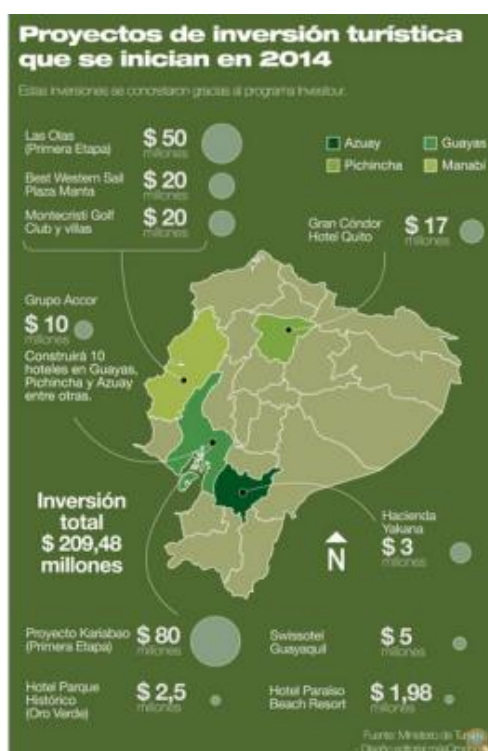 Proyectos de inversión turística
que se inician en 2014
Estas inversiones se concretaron gracias al programa Investour.
Las Olas
(Primera Etapa)
$ 50
millones
Best Western Sail
Plaza Manta
$ 20
millones
Montecristi Golf
Club y villas
$ 20
millones
Azuay
Guayas
Pichincha
Manabí
Gran Cóndor
Hotel Quito
$ 17
millones
Grupo Accor
$ 10
millones
Construirá 10
hoteles en Guayas,
Pichincha y Azuay
entre otras.
Inversión
total
$ 209,48
millones
N
Hacienda
Yakana
$ 3
millones
Proyecto Kariabao
(Primera Etapa)
$ 80
millones
Swissotel
Guayaquil
$ 5
millones
Hotel Parque
Histórico
(Oro Verde)
$ 2,5
millones
Hotel Paraíso
Beach Resort
$ 1,98
millones
Fuente: Ministerio de
- Diseño editorial